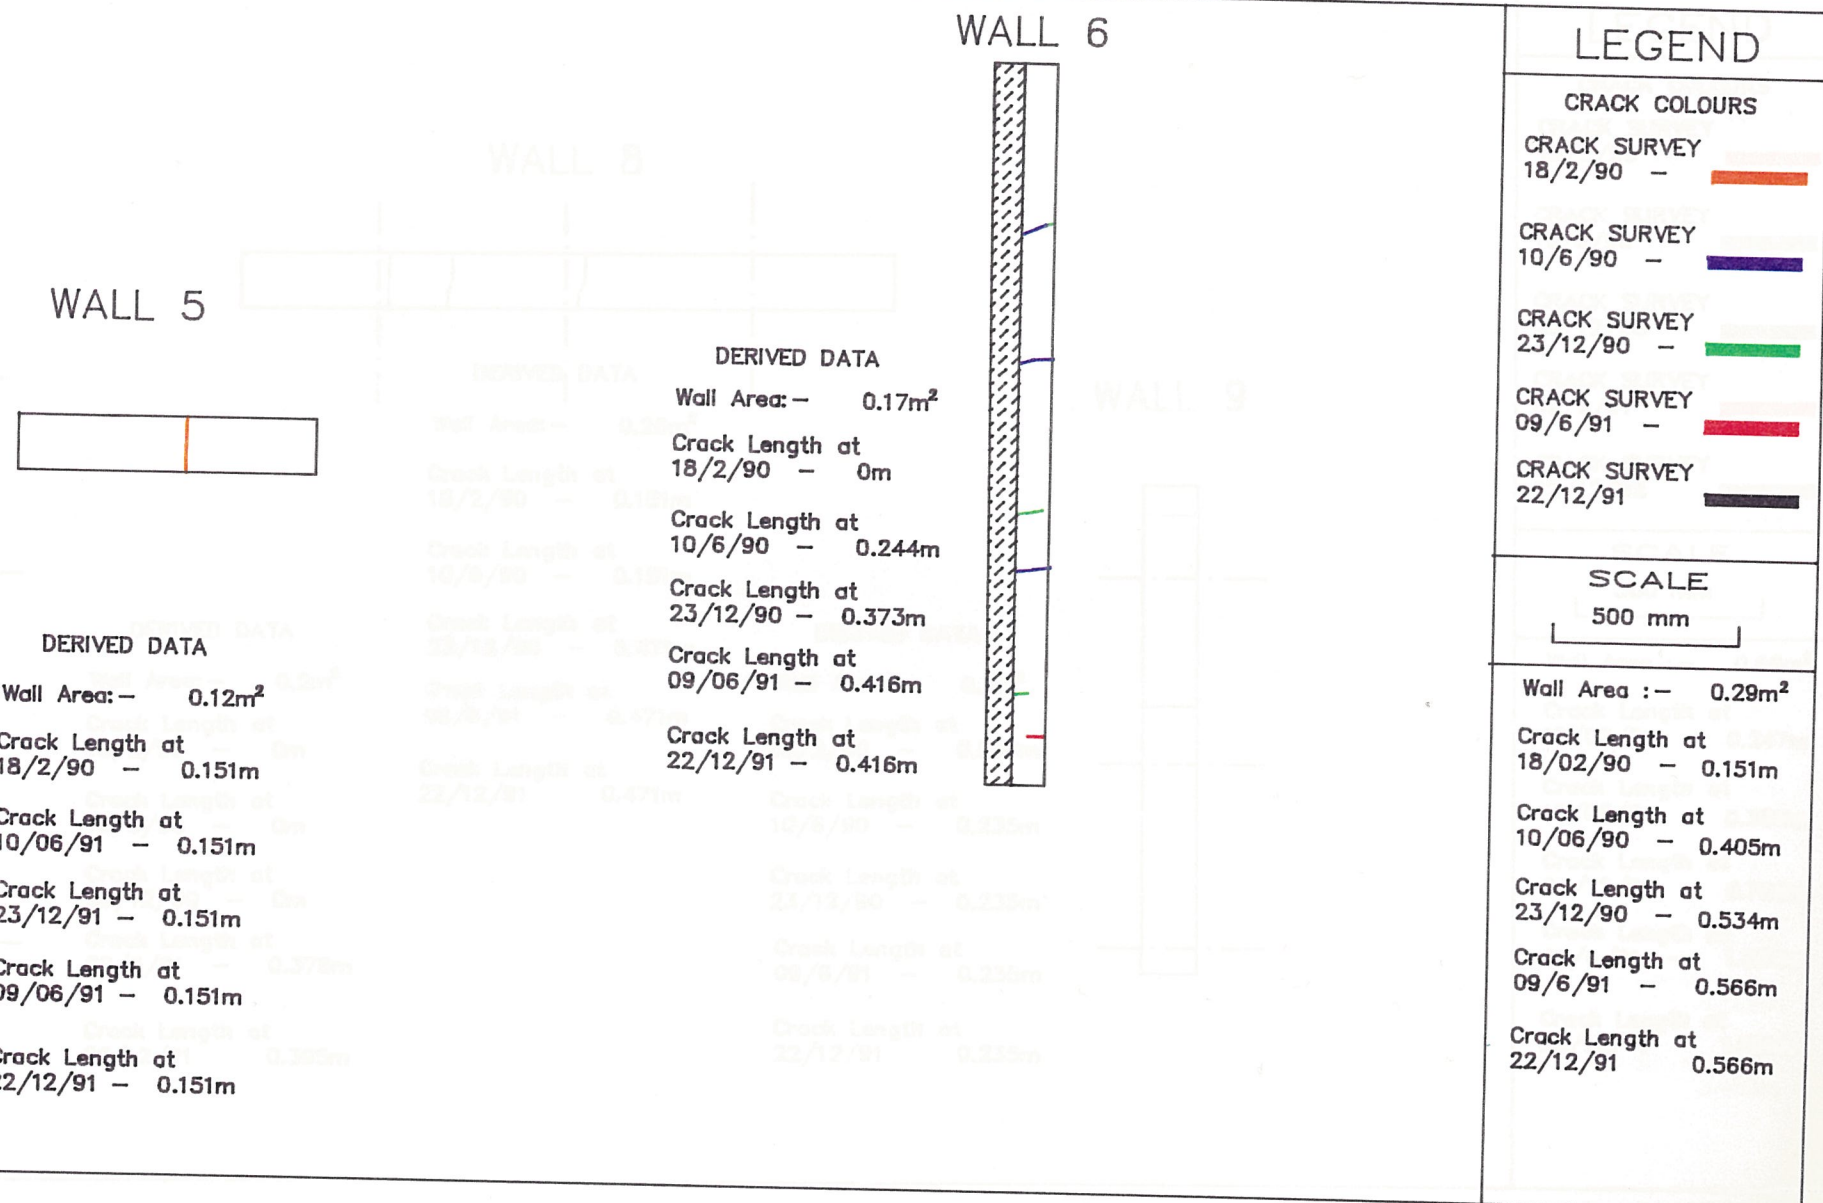 WALL 5
DERIVED DATA
Wall Area:- 0.12m²
Crack Length at
18/2/90 - 0.151m
Crack Length at
10/06/91 - 0.151m
Crack Length at
23/12/91 - 0.151m
Crack Length at
09/06/91 - 0.151m
Crack Length at
22/12/91 - 0.151m
WALL 6
DERIVED DATA
Wall Area:- 0.17m²
Crack Length at
18/2/90 - 0m
Crack Length at
10/6/90 - 0.244m
Crack Length at
23/12/90 - 0.373m
Crack Length at
09/06/91 - 0.416m
Crack Length at
22/12/91 - 0.416m
WALL 8
DERIVED DATA
WALL 9
LEGEND
CRACK COLOURS
CRACK SURVEY
18/2/90 -
CRACK SURVEY
10/6/90 -
CRACK SURVEY
23/12/90 -
CRACK SURVEY
09/6/91 -
CRACK SURVEY
22/12/91
SCALE
500 mm
Wall Area :- 0.29m²
Crack Length at
18/02/90 - 0.151m
Crack Length at
10/06/90 - 0.405m
Crack Length at
23/12/90 - 0.534m
Crack Length at
09/6/91 - 0.566m
Crack Length at
22/12/91 0.566m